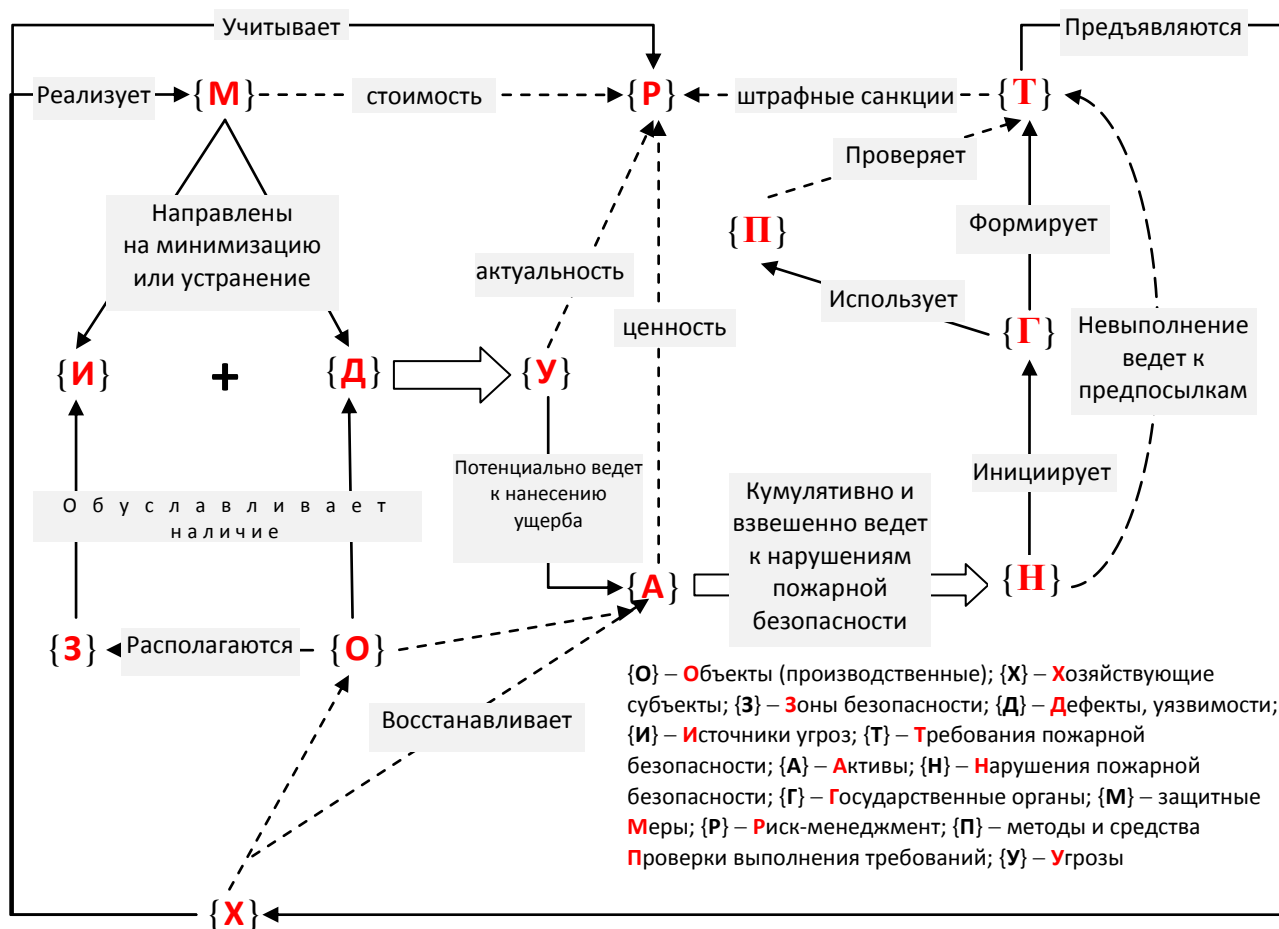 Учитывает
Предъявляются
Реализует
{М}
стоимость
{Р}
штрафные санкции
{Т}
Проверяет
Направлены
на минимизацию
или устранение
{П}
Формирует
актуальность
Использует
ценность
{Г}
Невыполнение
ведет к
предпосылкам
{И}
+
{Д}
{У}
Потенциально ведет
к нанесению
ущерба
Инициирует
Кумулятивно и
взвешенно ведет
к нарушениям
пожарной
безопасности
О б у с л а в л и в а е т
н а л и ч и е
{А}
{Н}
{З}
Располагаются
{О}
Восстанавливает
{О} – Объекты (производственные); {Х} – Хозяйствующие
субъекты; {З} – Зоны безопасности; {Д} – Дефекты, уязвимости;
{И} – Источники угроз; {Т} – Требования пожарной
безопасности; {А} – Активы; {Н} – Нарушения пожарной
безопасности; {Г} – Государственные органы; {М} – защитные
Меры; {Р} – Риск-менеджмент; {П} – методы и средства
Проверки выполнения требований; {У} – Угрозы
{Х}